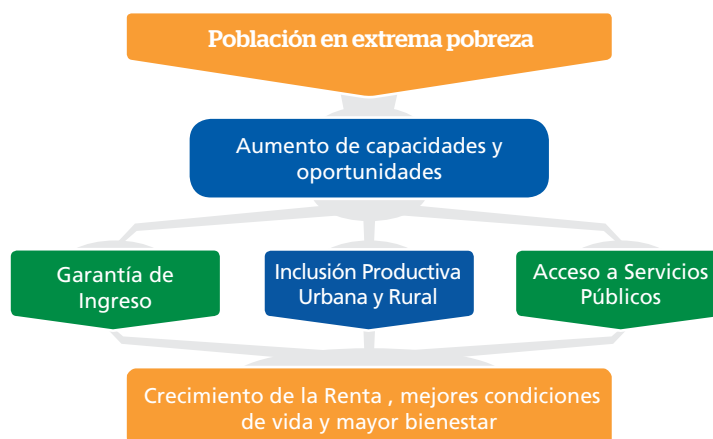 Población en extrema pobreza
Aumento de capacidades y
oportunidades
Garantía de
Ingreso
Inclusión Productiva
Urbana y Rural
Acceso a Servicios
Públicos
Crecimiento de la Renta , mejores condiciones
de vida y mayor bienestar